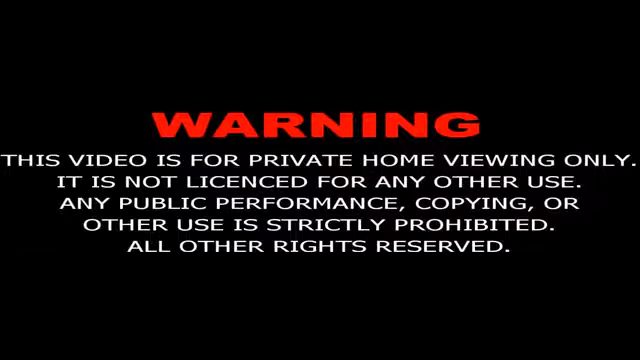 WARNING
THIS VIDEO IS FOR PRIVATE HOME VIEWING ONLY.
IT IS NOT LICENCED FOR ANY OTHER USE.
ANY PUBLIC PERFORMANCE, COPYING, OR
OTHER USE IS STRICTLY PROHIBITED.
ALL OTHER RIGHTS RESERVED.